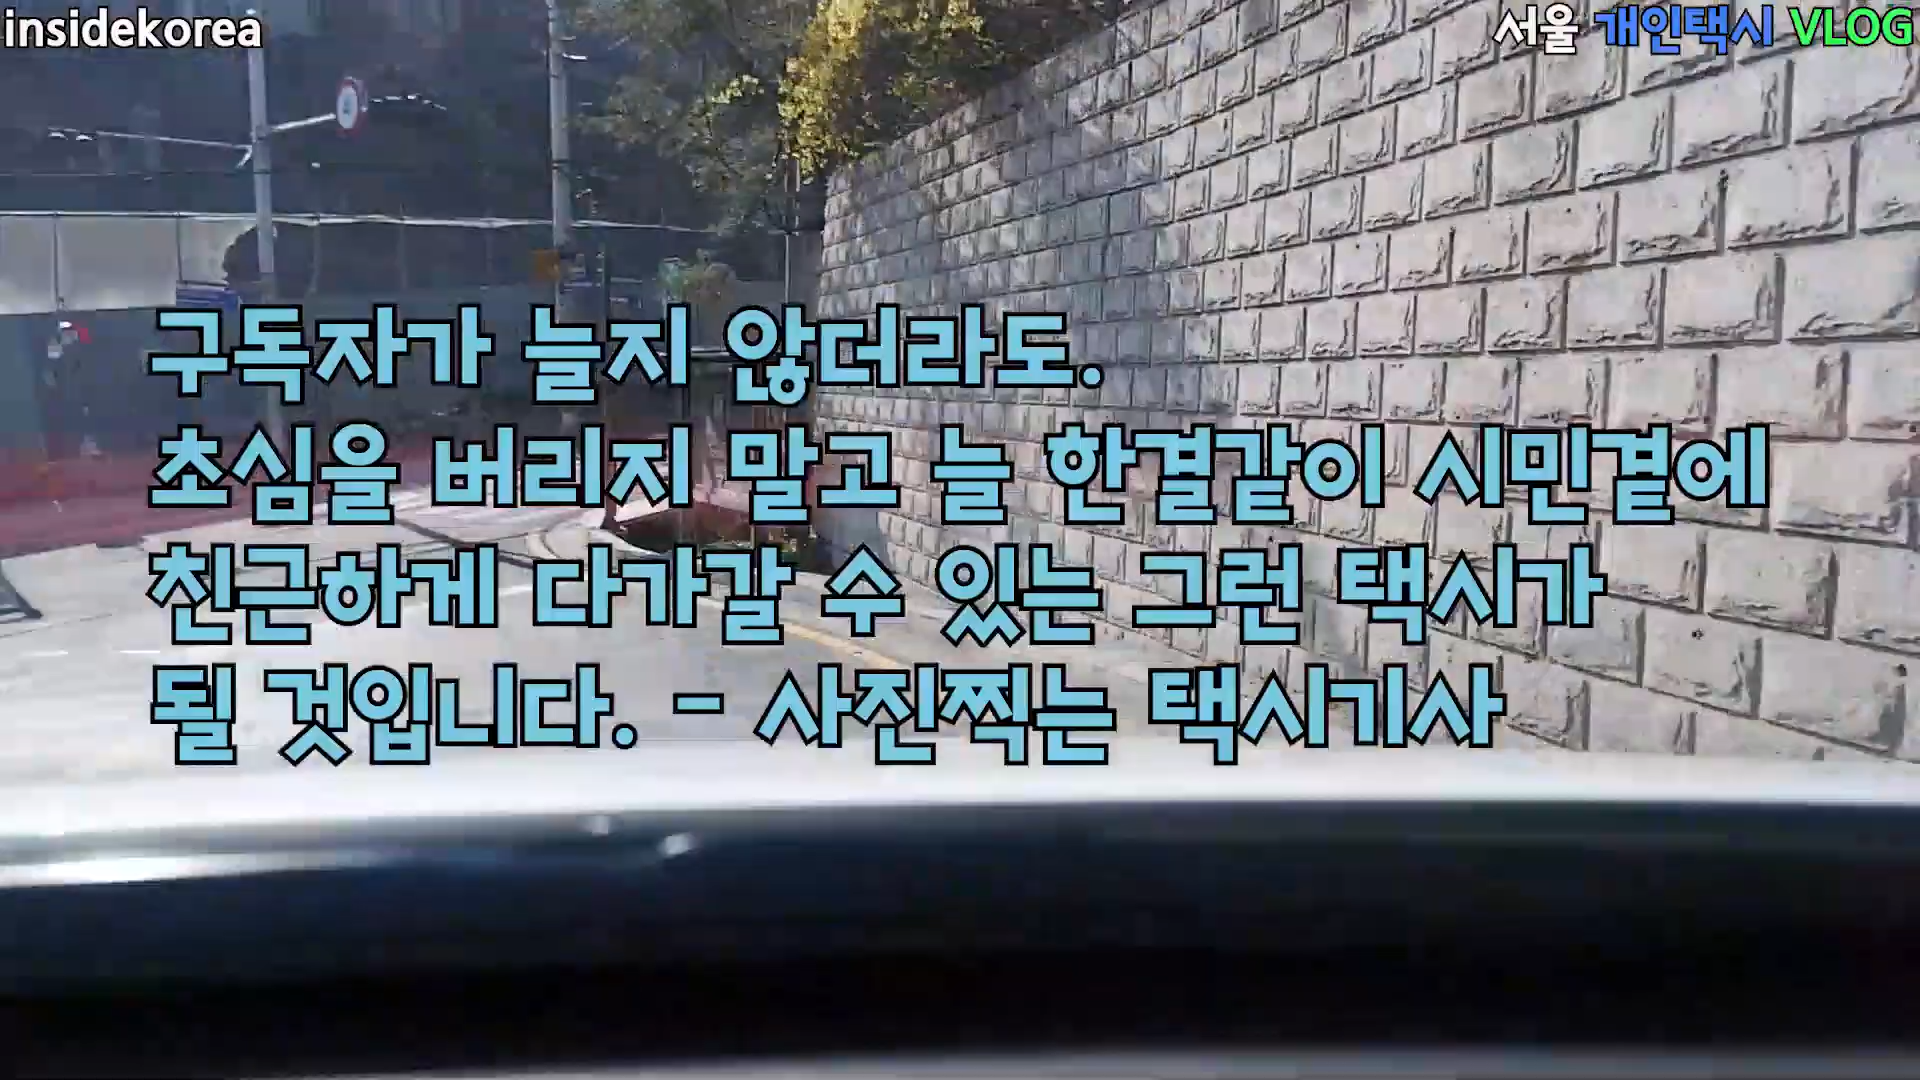 insidekorea
서울 개인택시 VLOG
구독자가 늘지 않더라도.
초심을 버리지 말고 늘 한결같이 시민곁에
친근하게 다가갈 수 있는 그런 택시가
될 것입니다. - 사진찍는 택시기사